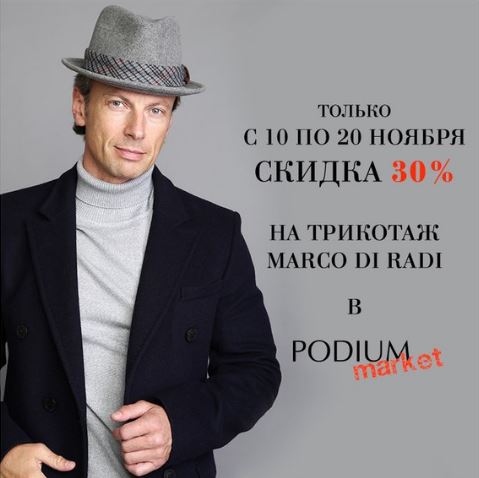 ТОЛЬКО
С 10 ПО 20 НОЯБРЯ
СКИДКА 30%
НА ТРИКОТАЖ
MARCO DI RADI
В
PODIUM
market